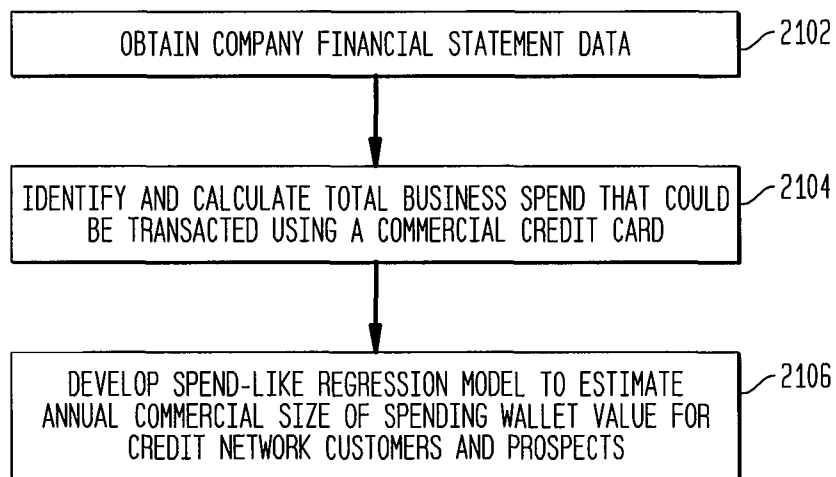 OBTAIN COMPANY FINANCIAL STATEMENT DATA
2102
IDENTIFY AND CALCULATE TOTAL BUSINESS SPEND THAT COULD
BE TRANSACTED USING A COMMERCIAL CREDIT CARD
2104
DEVELOP SPEND-LIKE REGRESSION MODEL TO ESTIMATE
ANNUAL COMMERCIAL SIZE OF SPENDING WALLET VALUE FOR
CREDIT NETWORK CUSTOMERS AND PROSPECTS
2106